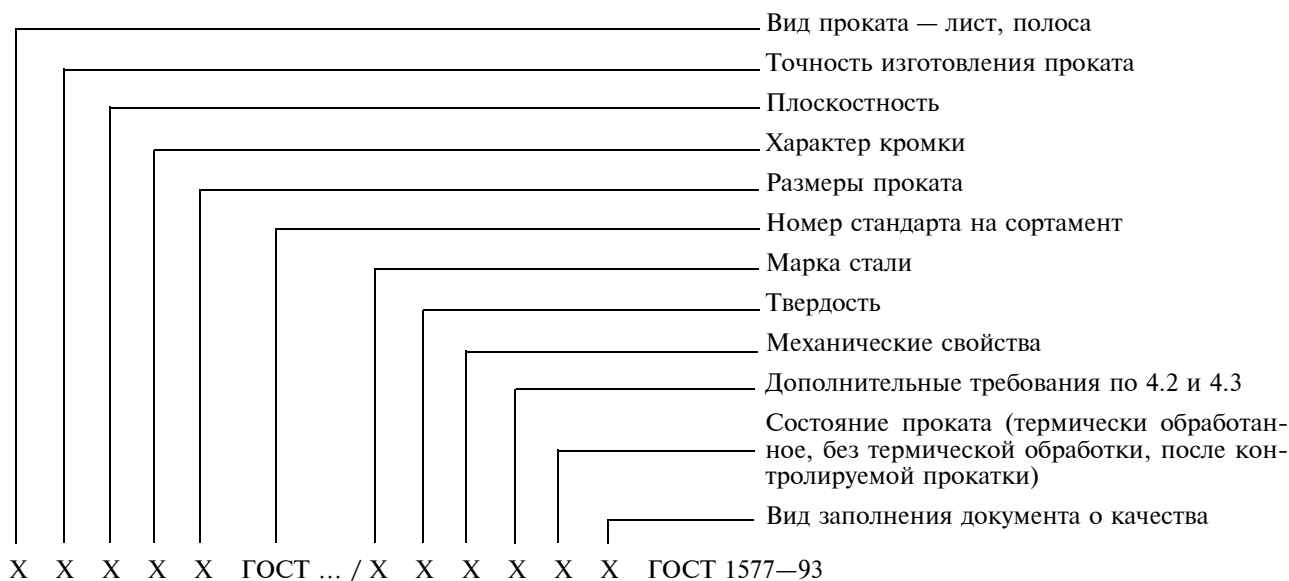 Вид проката — лист, полоса
Точность изготовления проката
Плоскостность
Характер кромки
Размеры проката
Номер стандарта на сортамент
Марка стали
Твердость
Механические свойства
Дополнительные требования по 4.2 и 4.3
Состояние проката (термически обработан-
ное, без термической обработки, после кон-
тролируемой прокатки)
Вид заполнения документа о качества
Х Х Х Х Х ГОСТ ... / Х Х Х Х Х Х ГОСТ 1577—93